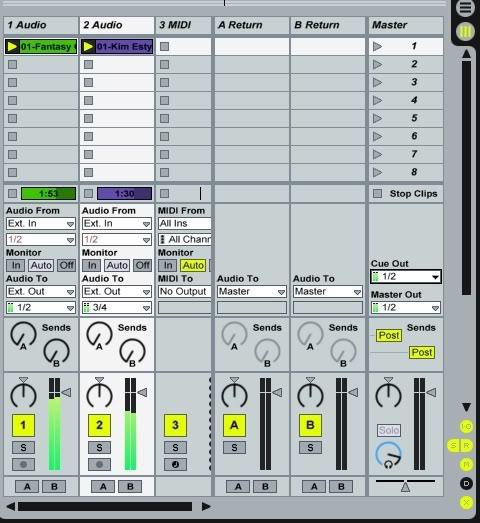 1 Audio 2 Audio 3 MIDI A Return B Return Master
01-Fantasy 01-Kim Esty 1
2
3
4
5
6
7
8
1:53 1:30 Stop Clips
Audio From Audio From MIDI From
Ext. In Ext. In All Ins
1/2 1/2 All Chann
Monitor Monitor Monitor
In Auto Off In Auto Off In Auto
Cue Out
Audio To Audio To MIDI To Audio To Audio To 1/2
Ext. Out Ext. Out No Output Master Master Master Out
1/2 3/4 1/2
Sends Sends Sends Sends Sends
A B A B A B A B Post
Post
1 2 3 A B Solo
S S S S S
A B A B A B A B
I-O
S R
M
D
X